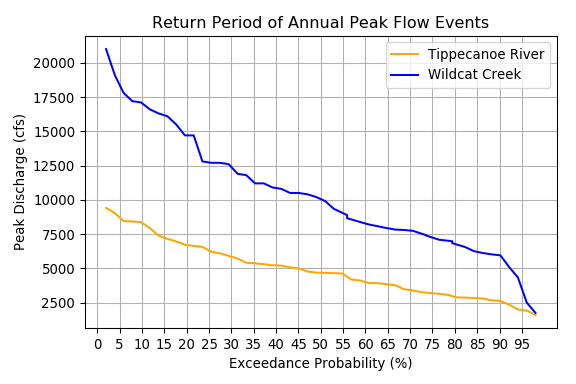 Return Period of Annual Peak Flow Events
Tippecanoe River
Wildcat Creek
Peak Discharge (cfs)
20000
17500
15000
12500
10000
7500
5000
2500
0 5 10 15 20 25 30 35 40 45 50 55 60 65 70 75 80 85 90 95
Exceedance Probability (%)